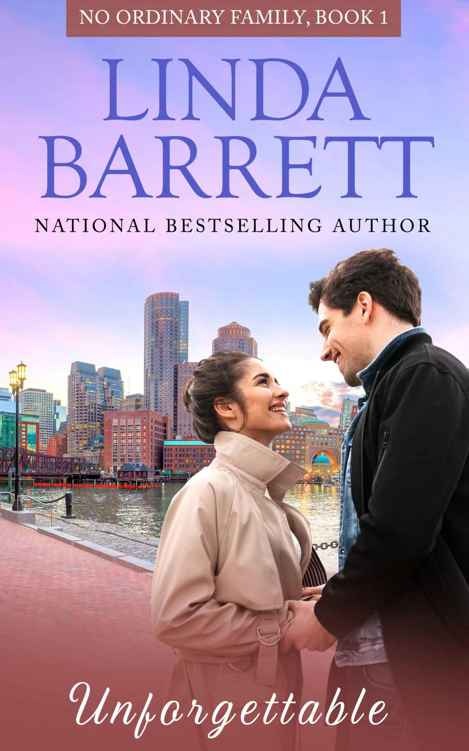 NO ORDINARY FAMILY, BOOK 1
LINDA
BARRETT
NATIONAL BESTSELLING AUTHOR
Unforgettable